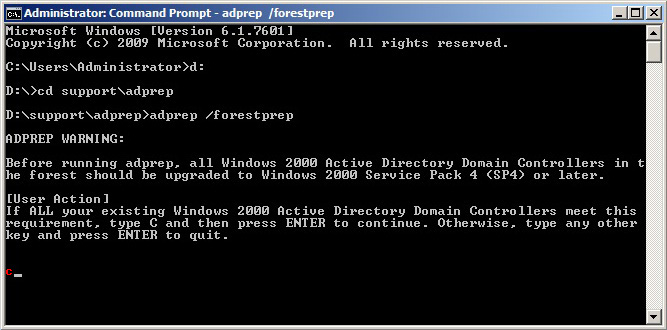 Administrator: Command Prompt - adprep /forestprep
Microsoft Windows [Version 6.1.7601]
Copyright (c) 2009 Microsoft Corporation.  All rights reserved.
C:\Users\Administrator>d:
D:\>cd support\adprep
D:\support\adprep>adprep /forestprep
ADPREP WARNING:
Before running adprep, all Windows 2000 Active Directory Domain Controllers in t
he forest should be upgraded to Windows 2000 Service Pack 4 (SP4) or later.
[User Action]
If ALL your existing Windows 2000 Active Directory Domain Controllers meet this
requirement, type C and then press ENTER to continue. Otherwise, type any other
key and press ENTER to quit.
c